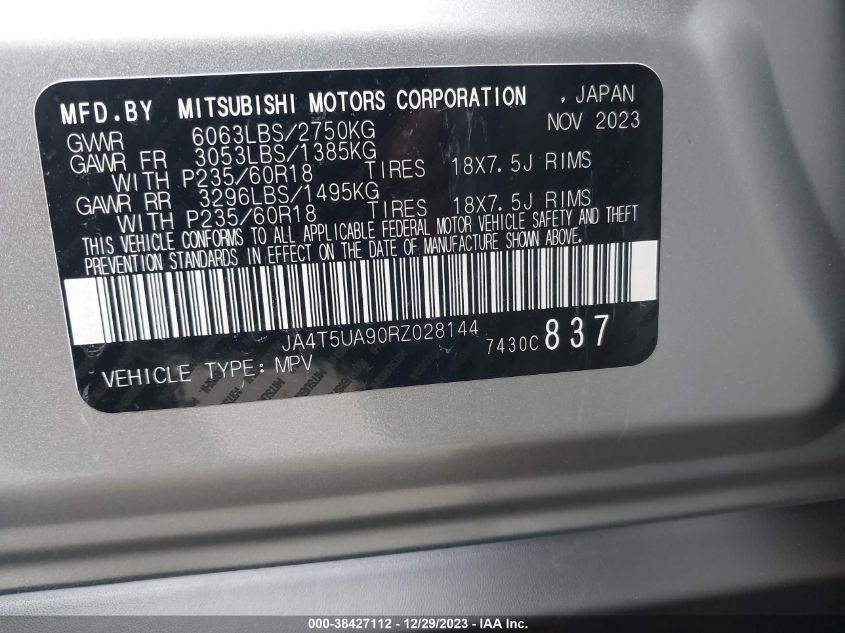 MFD.BY MITSUBISHI MOTORS CORPORATION , JAPAN
GVWR 6063LBS/2750KG NOV 2023
GAWR FR 3053LBS/1385KG
WITH P235/60R18 TIRES 18X7.5J RIMS
GAWR RR 3296LBS/1495KG
WITH P235/60R18 TIRES 18X7.5J RIMS
THIS VEHICLE CONFORMS TO ALL APPLICABLE FEDERAL MOTOR VEHICLE SAFETY AND THEFT
PREVENTION STANDARDS IN EFFECT ON THE DATE OF MANUFACTURE SHOWN ABOVE.
JA4T5UA90RZ028144
7430C 837
VEHICLE TYPE: MPV
000-38427112 - 12/29/2023 - IAA Inc.